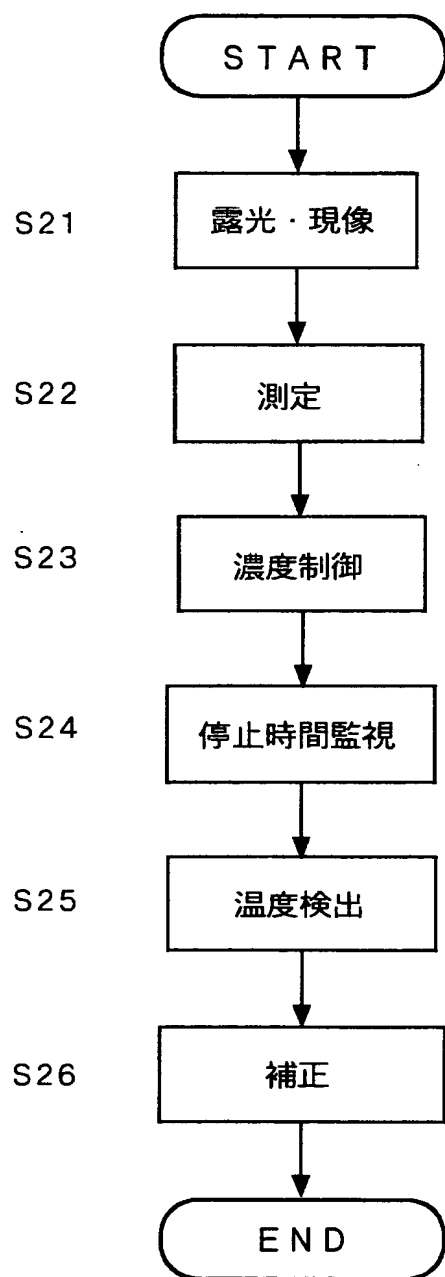 START
S21 露光・現像
S22 測定
S23 濃度制御
S24 停止時間監視
S25 温度検出
S26 補正
END